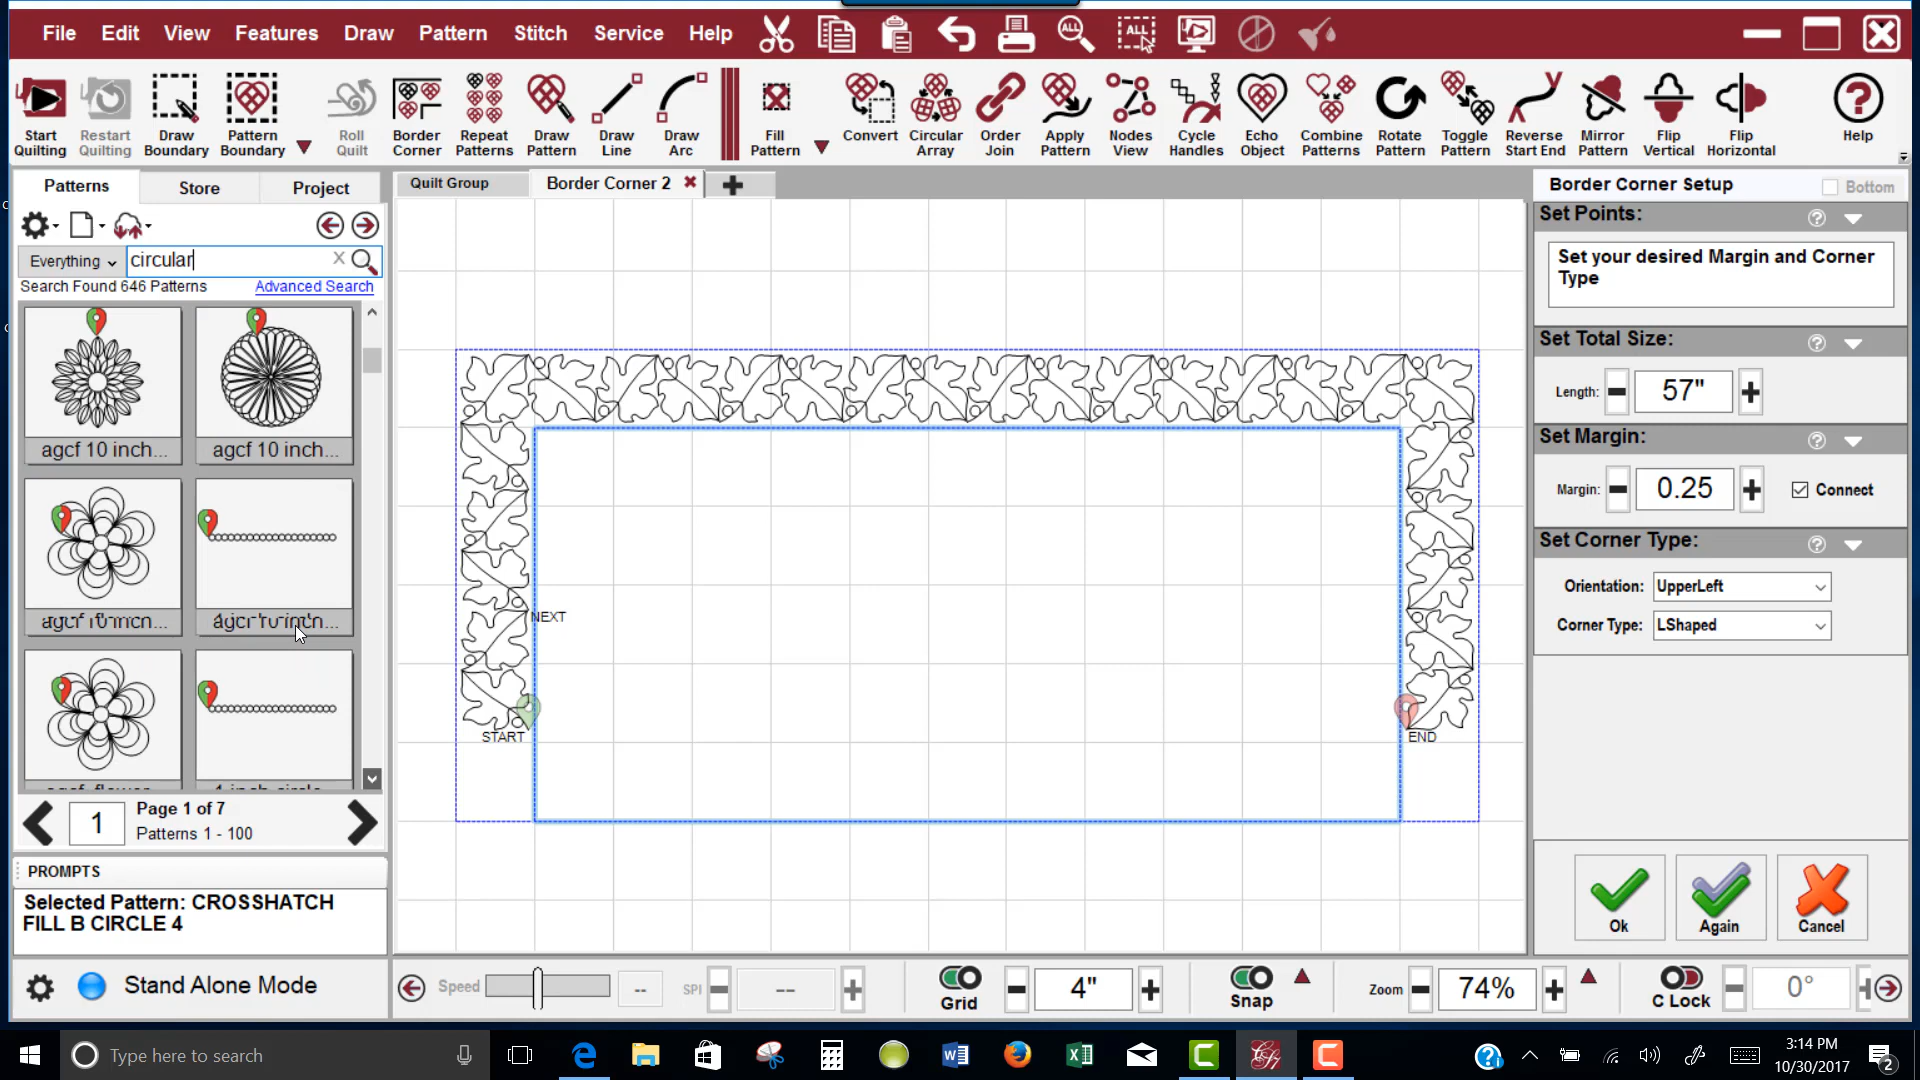 File Edit View Features Draw Pattern Stitch Service Help
ALL ALL
Start Quilting
Restart Quilting
Draw Boundary
Pattern Boundary
Roll Quilt
Border Corner
Repeat Patterns
Draw Pattern
Draw Line
Draw Arc
Fill Pattern
Convert
Circular Array
Order Join
Apply Pattern
Nodes View
Cycle Handles
Echo Object
Combine Patterns
Rotate Pattern
Toggle Pattern
Reverse Start End
Mirror Pattern
Flip Vertical
Flip Horizontal
Help
Patterns Store Project
Everything circular X
Search Found 646 Patterns Advanced Search
agcf 10 inch... agcf 10 inch...
1
Page 1 of 7
Patterns 1 - 100
PROMPTS
Selected Pattern: CROSSHATCH
FILL B CIRCLE 4
Stand Alone Mode
Quilt Group Border Corner 2
NEXT
START
END
Border Corner Setup Bottom
Set Points:
Set your desired Margin and Corner
Type
Set Total Size:
Length: 57"
Set Margin:
Margin: 0.25 Connect
Set Corner Type:
Orientation: UpperLeft
Corner Type: LShaped
Ok Again Cancel
Speed -- SPI -- Grid 4" Snap Zoom 74% C Lock 0°
Type here to search
3:14 PM
10/30/2017
2